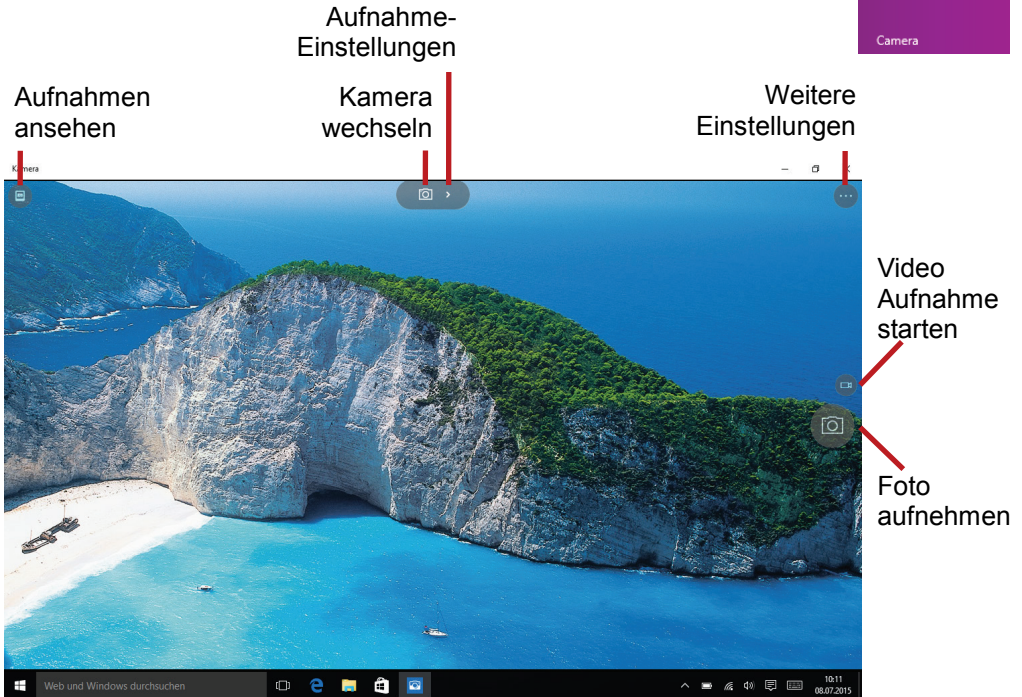 Aufnahme-
Einstellungen
Camera
Aufnahmen
ansehen
Kamera
wechseln
Weitere
Einstellungen
Kamera
Video
Aufnahme
starten
Foto
aufnehmen
Web und Windows durchsuchen
10:11
08.07.2015